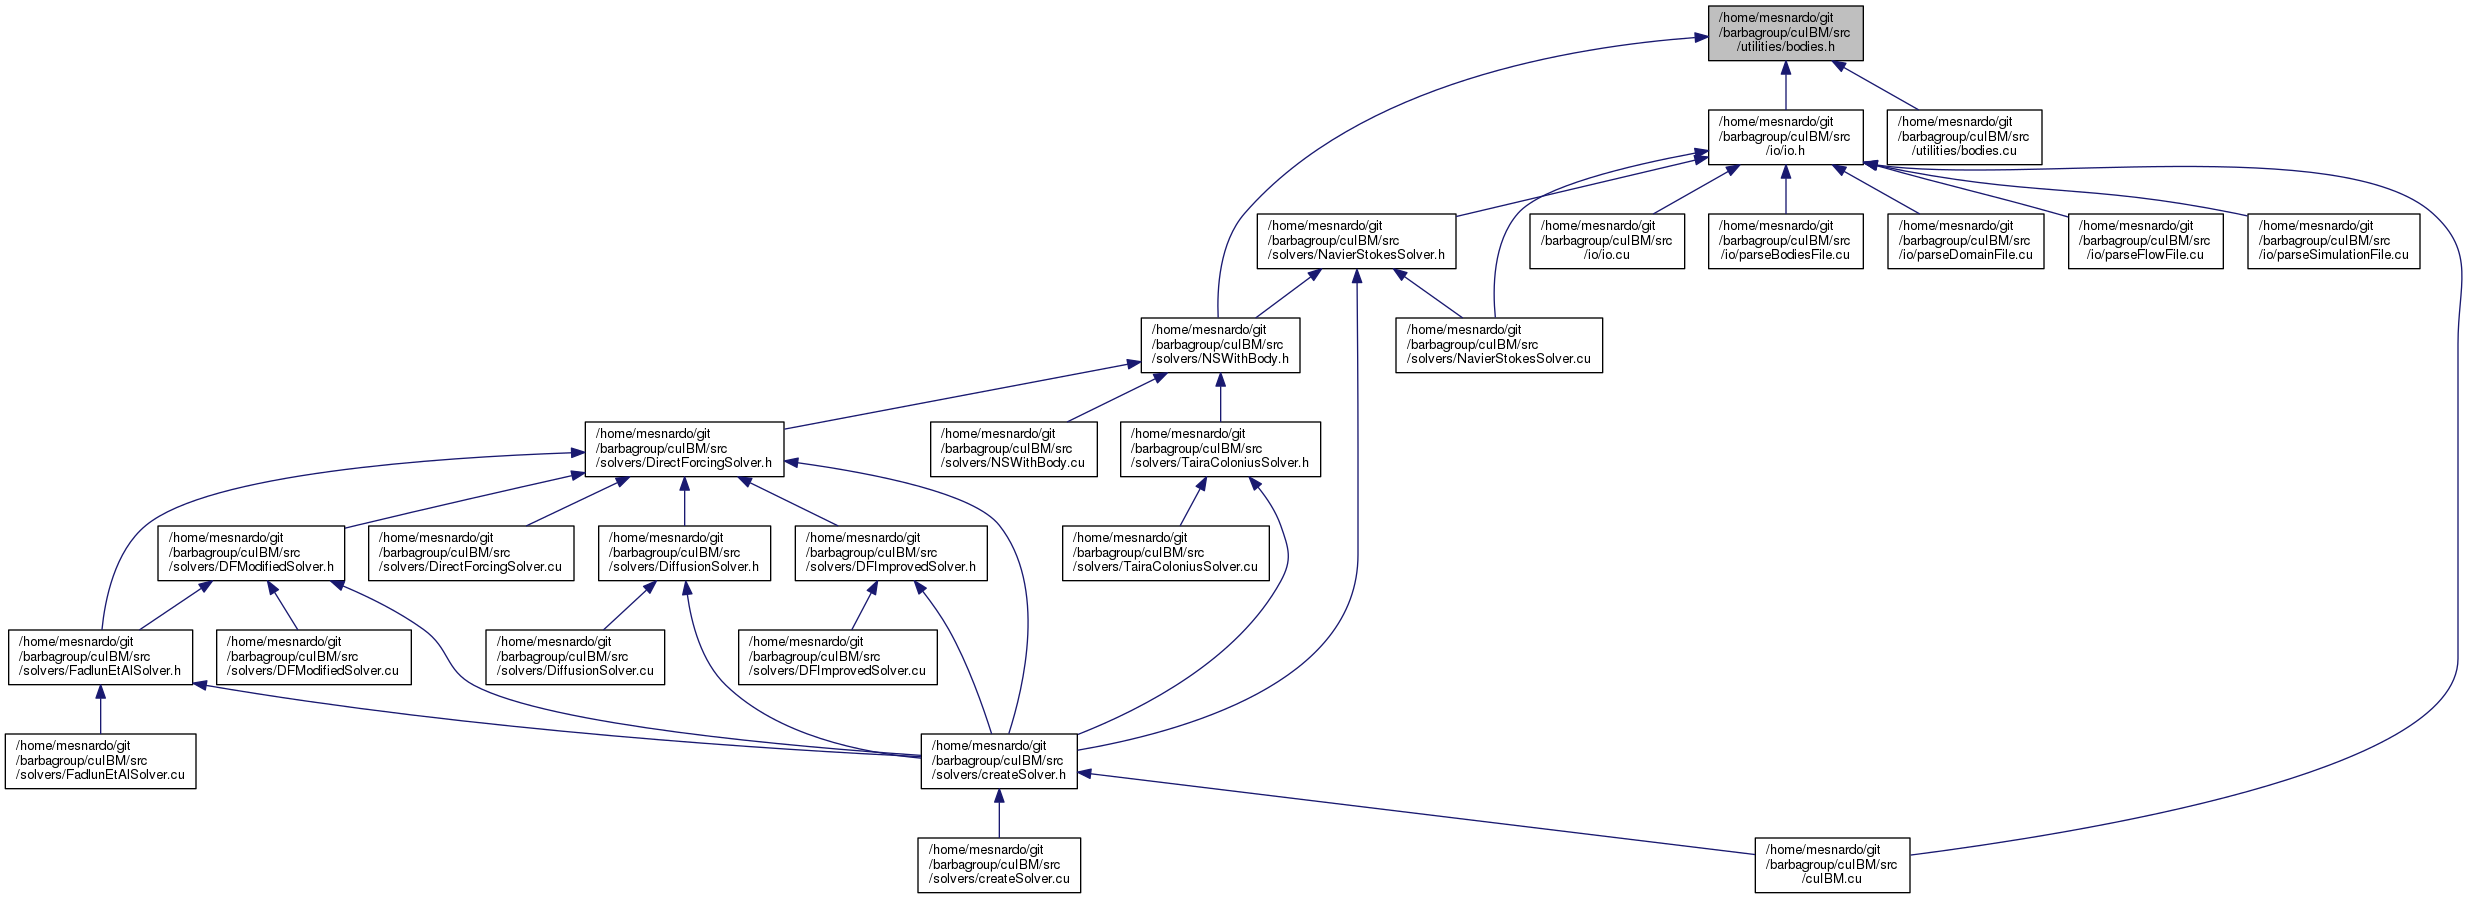 /home/mesnardo/git
/barbagroup/cuIBM/src
/utilities/bodies.h
/home/mesnardo/git
/barbagroup/cuIBM/src
/io/io.h
/home/mesnardo/git
/barbagroup/cuIBM/src
/utilities/bodies.cu
/home/mesnardo/git
/barbagroup/cuIBM/src
/solvers/NavierStokesSolver.h
/home/mesnardo/git
/barbagroup/cuIBM/src
/io/io.cu
/home/mesnardo/git
/barbagroup/cuIBM/src
/io/parseBodiesFile.cu
/home/mesnardo/git
/barbagroup/cuIBM/src
/io/parseDomainFile.cu
/home/mesnardo/git
/barbagroup/cuIBM/src
/io/parseFlowFile.cu
/home/mesnardo/git
/barbagroup/cuIBM/src
/io/parseSimulationFile.cu
/home/mesnardo/git
/barbagroup/cuIBM/src
/solvers/NSWithBody.h
/home/mesnardo/git
/barbagroup/cuIBM/src
/solvers/NavierStokesSolver.cu
/home/mesnardo/git
/barbagroup/cuIBM/src
/solvers/DirectForcingSolver.h
/home/mesnardo/git
/barbagroup/cuIBM/src
/solvers/NSWithBody.cu
/home/mesnardo/git
/barbagroup/cuIBM/src
/solvers/TairaColoniusSolver.h
/home/mesnardo/git
/barbagroup/cuIBM/src
/solvers/DFModifiedSolver.h
/home/mesnardo/git
/barbagroup/cuIBM/src
/solvers/DirectForcingSolver.cu
/home/mesnardo/git
/barbagroup/cuIBM/src
/solvers/DiffusionSolver.h
/home/mesnardo/git
/barbagroup/cuIBM/src
/solvers/DFImprovedSolver.h
/home/mesnardo/git
/barbagroup/cuIBM/src
/solvers/TairaColoniusSolver.cu
/home/mesnardo/git
/barbagroup/cuIBM/src
/solvers/FadlunEtAlSolver.h
/home/mesnardo/git
/barbagroup/cuIBM/src
/solvers/DFModifiedSolver.cu
/home/mesnardo/git
/barbagroup/cuIBM/src
/solvers/DiffusionSolver.cu
/home/mesnardo/git
/barbagroup/cuIBM/src
/solvers/DFImprovedSolver.cu
/home/mesnardo/git
/barbagroup/cuIBM/src
/solvers/FadlunEtAlSolver.cu
/home/mesnardo/git
/barbagroup/cuIBM/src
/solvers/createSolver.h
/home/mesnardo/git
/barbagroup/cuIBM/src
/solvers/createSolver.cu
/home/mesnardo/git
/barbagroup/cuIBM/src
/cuIBM.cu